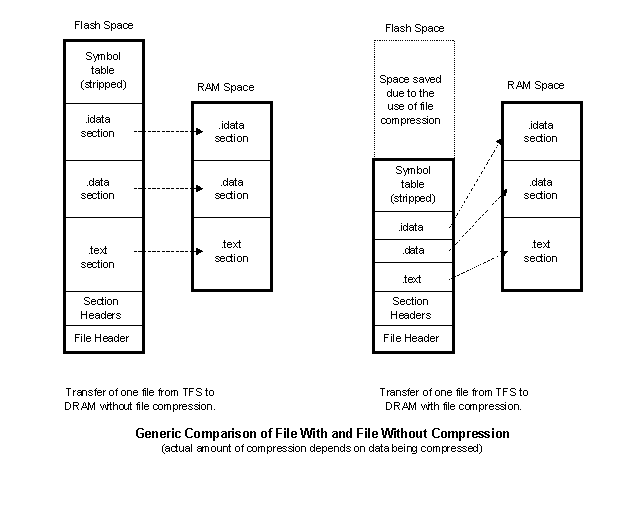 Flash Space
Symbol
table
(stripped)
.idata
section
.data
section
.text
section
Section
Headers
File Header
RAM Space
.idata
section
.data
section
.text
section
Transfer of one file from TFS to
DRAM without file compression.
Flash Space
Space saved
due to the
use of file
compression
Symbol
table
(stripped)
.idata
.data
.text
Section
Headers
File Header
RAM Space
.idata
section
.data
section
.text
section
Transfer of one file from TFS to
DRAM with file compression.
Generic Comparison of File With and File Without Compression
(actual amount of compression depends on data being compressed)